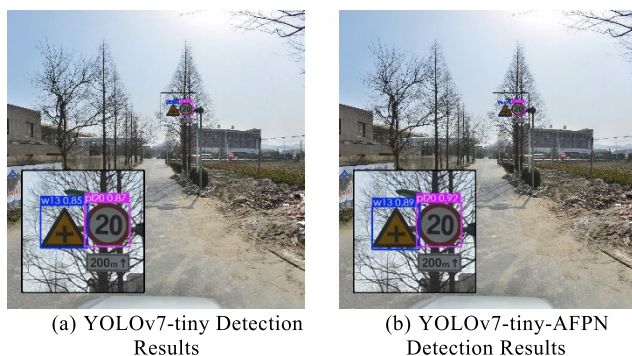 w13 0.85 pl20 0.87
20
200m↑
w13 0.89 pl20 0.92
20
200m↑
(a) YOLOv7-tiny Detection
Results
(b) YOLOv7-tiny-AFPN
Detection Results